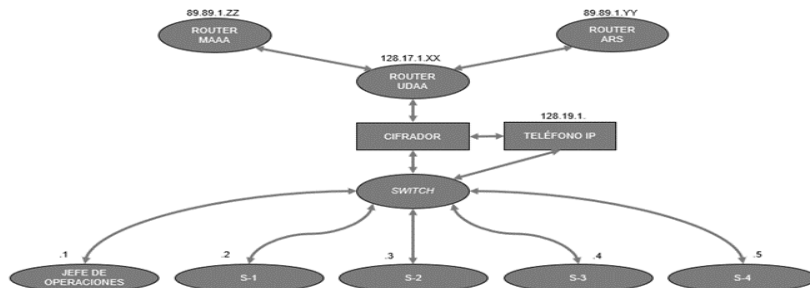 89.89.1.ZZ
ROUTER
MAAA
89.89.1.YY
ROUTER
ARS
128.17.1.XX
ROUTER
UDAA
CIFRADOR
128.19.1.
TELÉFONO IP
SWITCH
.1
JEFE DE
OPERACIONES
.2
S-1
.3
S-2
.4
S-3
.5
S-4